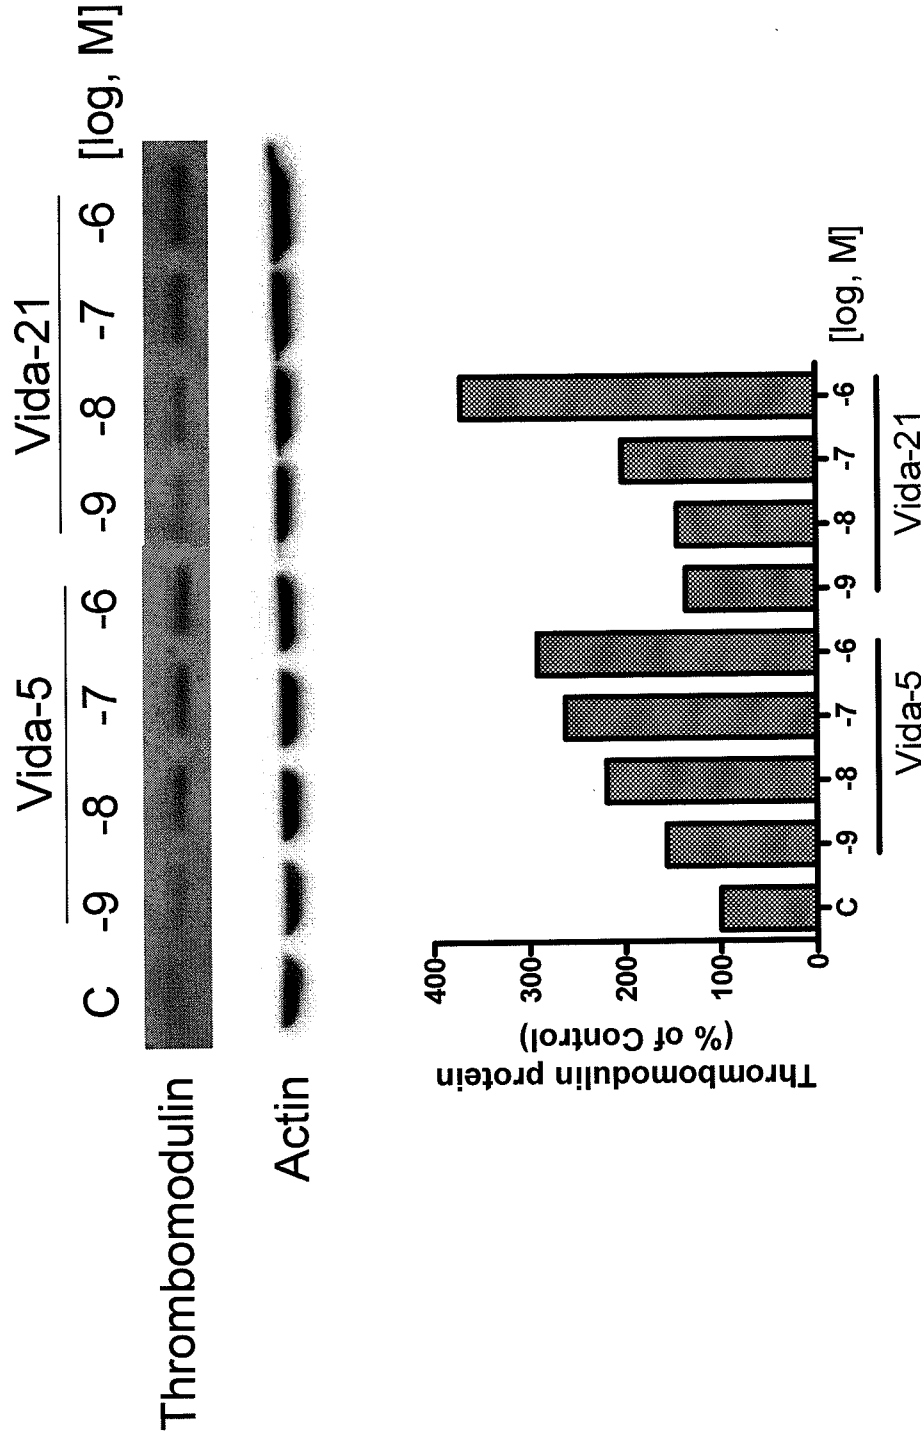 Vida-5 Vida-21
C -9 -8 -7 -6 -9 -8 -7 -6 [log, M]
Thrombomodulin
Actin
Thrombomodulin protein
(% of Control)
400
300
200
100
0
C -9 -8 -7 -6 -9 -8 -7 -6 [log, M]
Vida-5 Vida-21